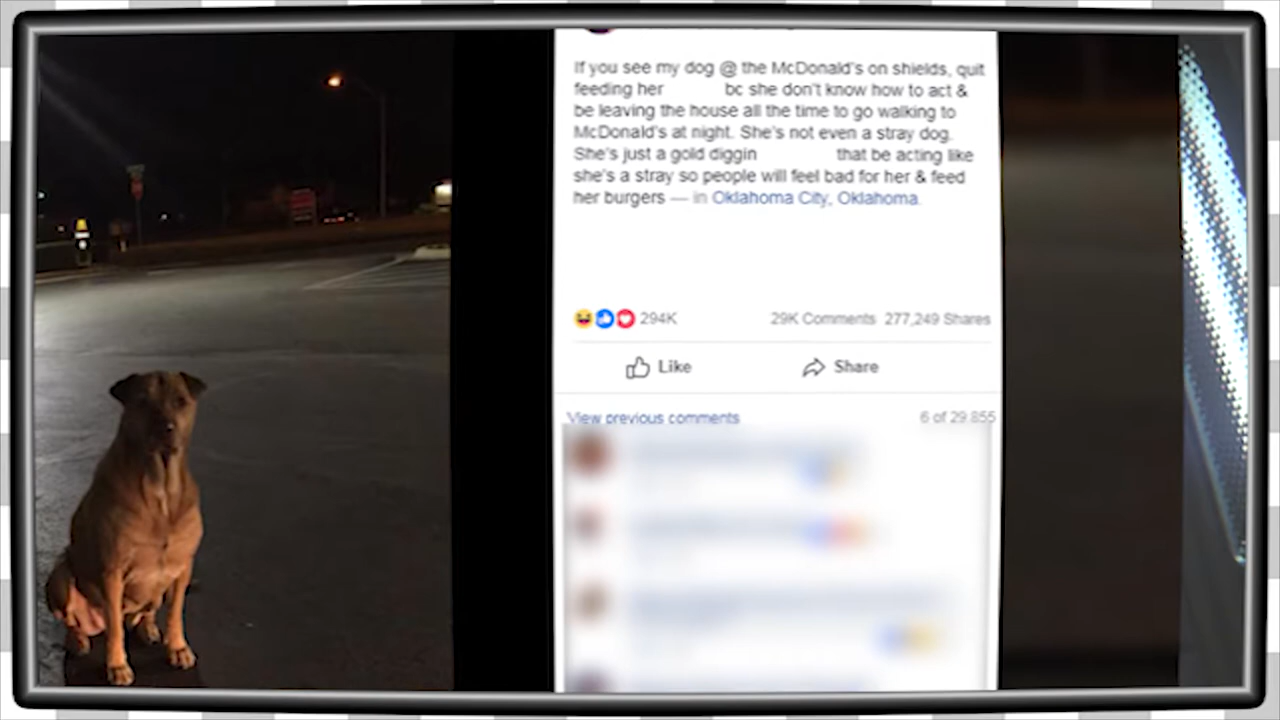 If you see my dog @ the McDonald's on shields, quit
feeding her bc she don't know how to act &
be leaving the house all the time to go walking to
McDonald's at night. She's not even a stray dog.
She's just a gold diggin that be acting like
she's a stray so people will feel bad for her & feed
her burgers — in Oklahoma City, Oklahoma.
294K 29K Comments 277,249 Shares
Like Share
View previous comments 6 of 29.855